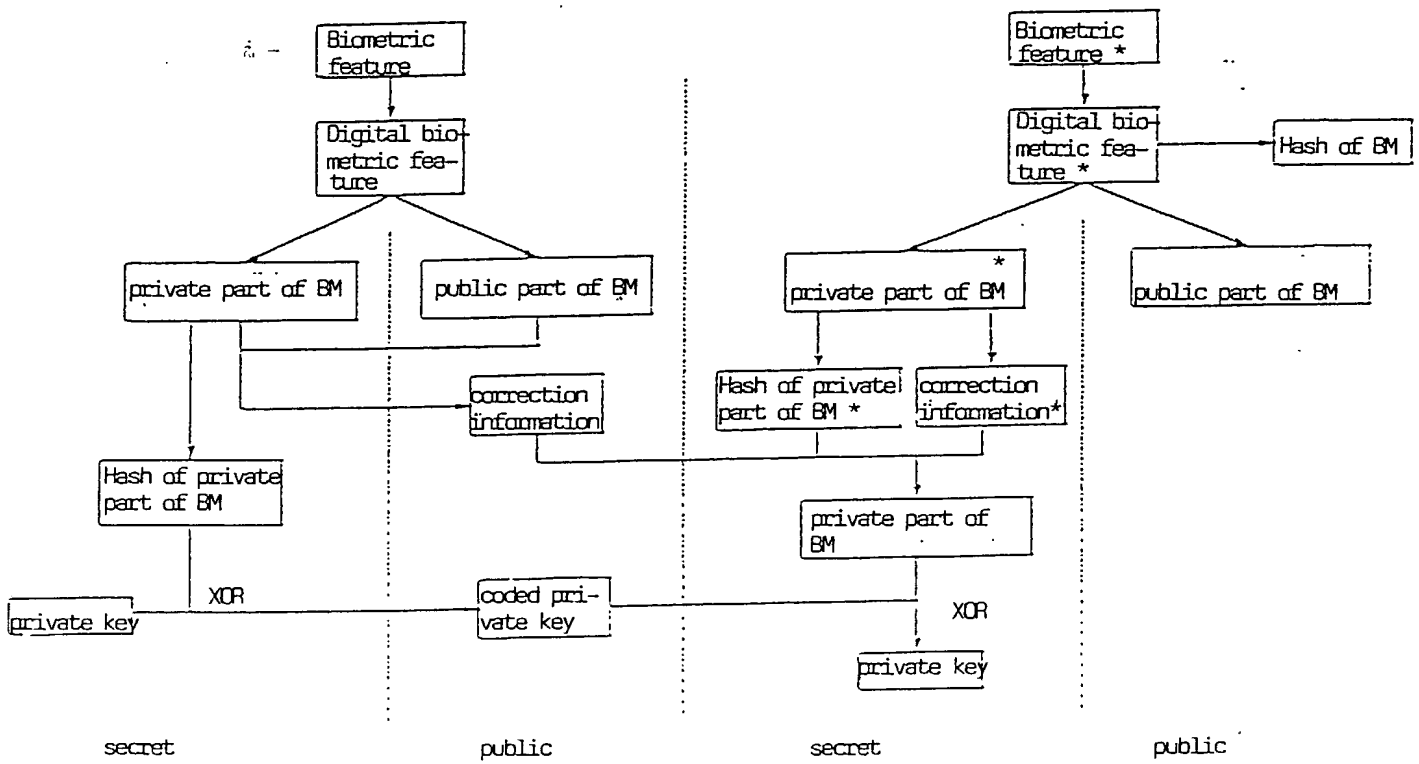 Biometric
feature
Digital bio-
metric fea-
ture
private part of BM
public part of BM
correction
information
Hash of private
part of BM
private key
XOR
coded pri-
vate key
secret
public
Biometric
feature *
Digital bio-
metric fea-
ture *
Hash of BM
*
private part of BM
public part of BM
Hash of private
part of BM *
correction
information*
private part of
BM
XOR
private key
secret
public